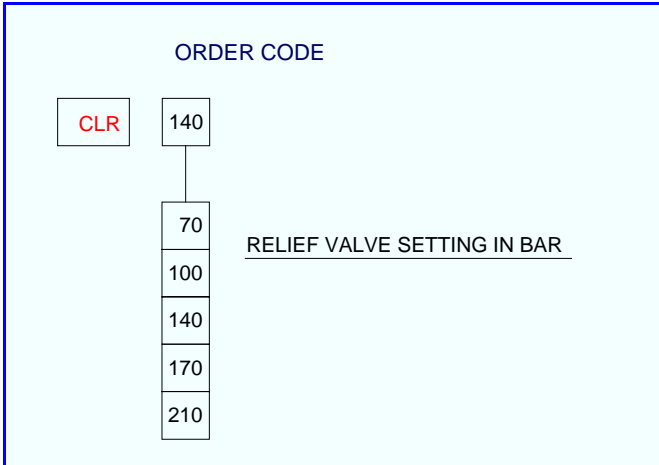 ORDER CODE
CLR 140
70
RELIEF VALVE SETTING IN BAR
100
140
170
210